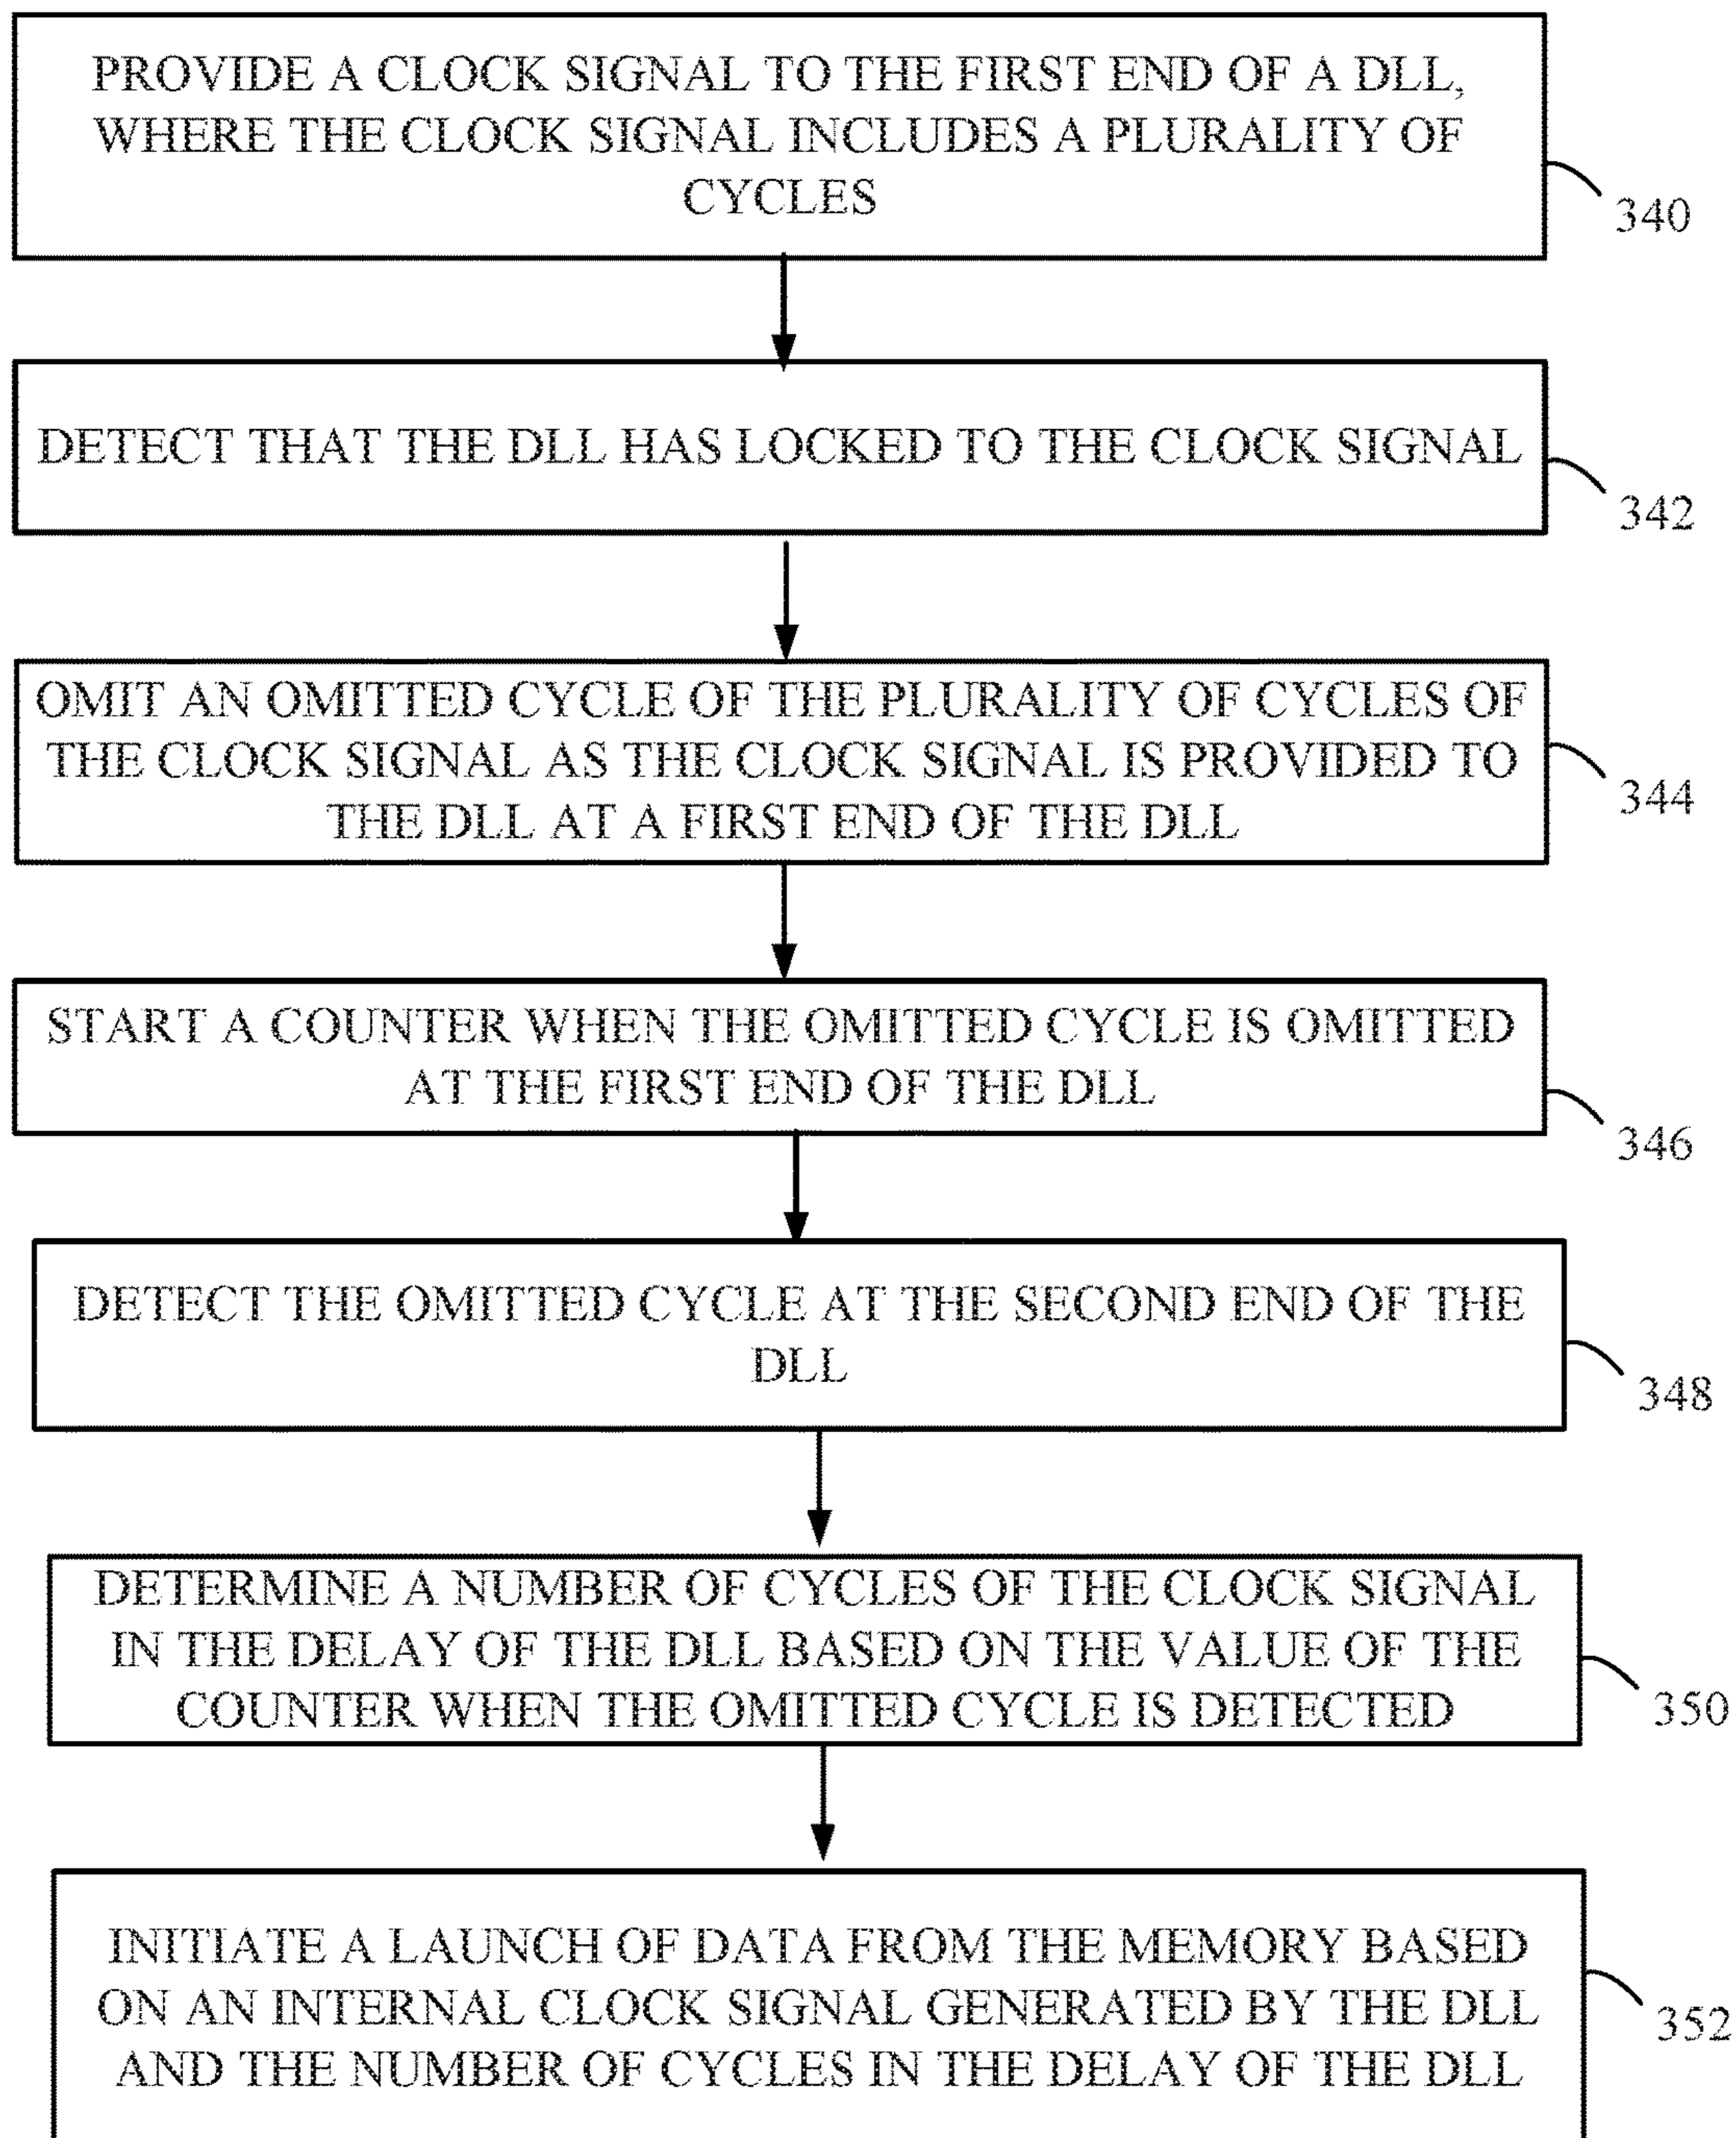 PROVIDE A CLOCK SIGNAL TO THE FIRST END OF A DLL,
WHERE THE CLOCK SIGNAL INCLUDES A PLURALITY OF
CYCLES
340
DETECT THAT THE DLL HAS LOCKED TO THE CLOCK SIGNAL
342
OMIT AN OMITTED CYCLE OF THE PLURALITY OF CYCLES OF
THE CLOCK SIGNAL AS THE CLOCK SIGNAL IS PROVIDED TO
THE DLL AT A FIRST END OF THE DLL
344
START A COUNTER WHEN THE OMITTED CYCLE IS OMITTED
AT THE FIRST END OF THE DLL
346
DETECT THE OMITTED CYCLE AT THE SECOND END OF THE
DLL
348
DETERMINE A NUMBER OF CYCLES OF THE CLOCK SIGNAL
IN THE DELAY OF THE DLL BASED ON THE VALUE OF THE
COUNTER WHEN THE OMITTED CYCLE IS DETECTED
350
INITIATE A LAUNCH OF DATA FROM THE MEMORY BASED
ON AN INTERNAL CLOCK SIGNAL GENERATED BY THE DLL
AND THE NUMBER OF CYCLES IN THE DELAY OF THE DLL
352